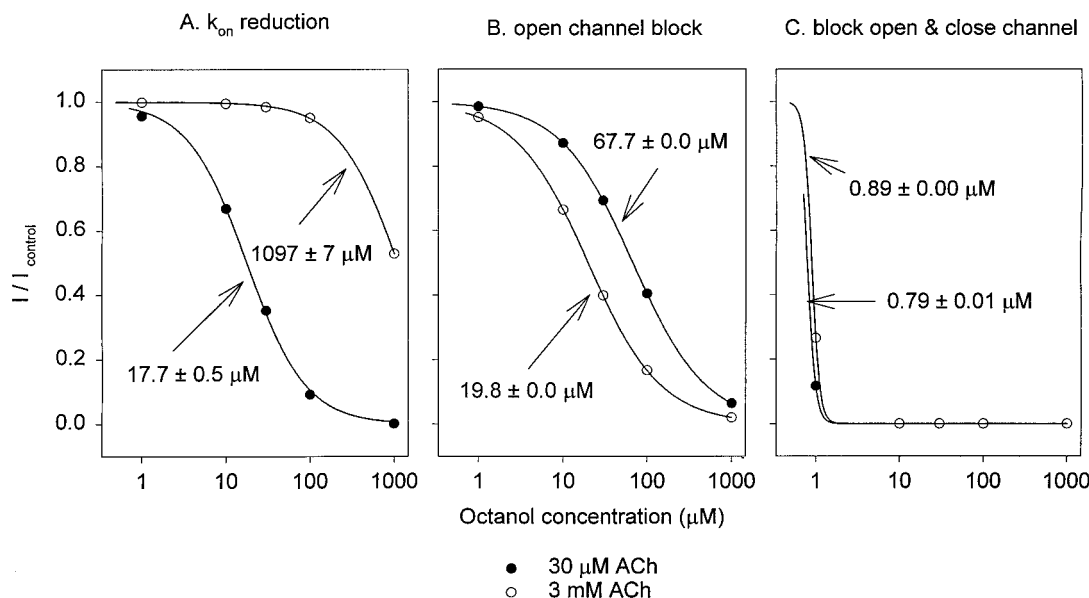 A. kon reduction
B. open channel block
C. block open & close channel
I / I control
1.0
0.8
0.6
0.4
0.2
0.0
1097 ± 7 μM
17.7 ± 0.5 μM
67.7 ± 0.0 μM
19.8 ± 0.0 μM
0.89 ± 0.00 μM
0.79 ± 0.01 μM
1 10 100 1000
1 10 100 1000
1 10 100 1000
Octanol concentration (μM)
30 μM ACh
3 mM ACh